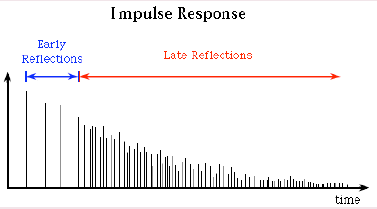 Impulse Response
Early
Reflections
Late Reflections
time